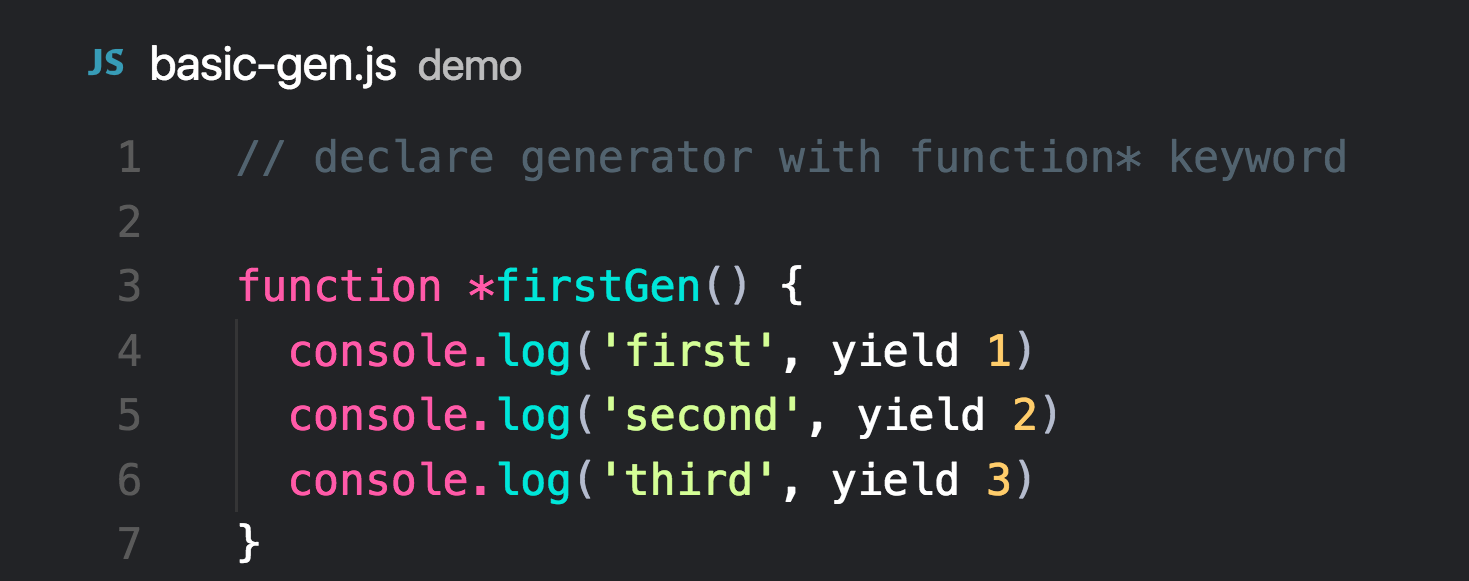 JS basic-gen.js demo
1 // declare generator with function* keyword
2
3 function *firstGen() {
4 console.log('first', yield 1)
5 console.log('second', yield 2)
6 console.log('third', yield 3)
7 }